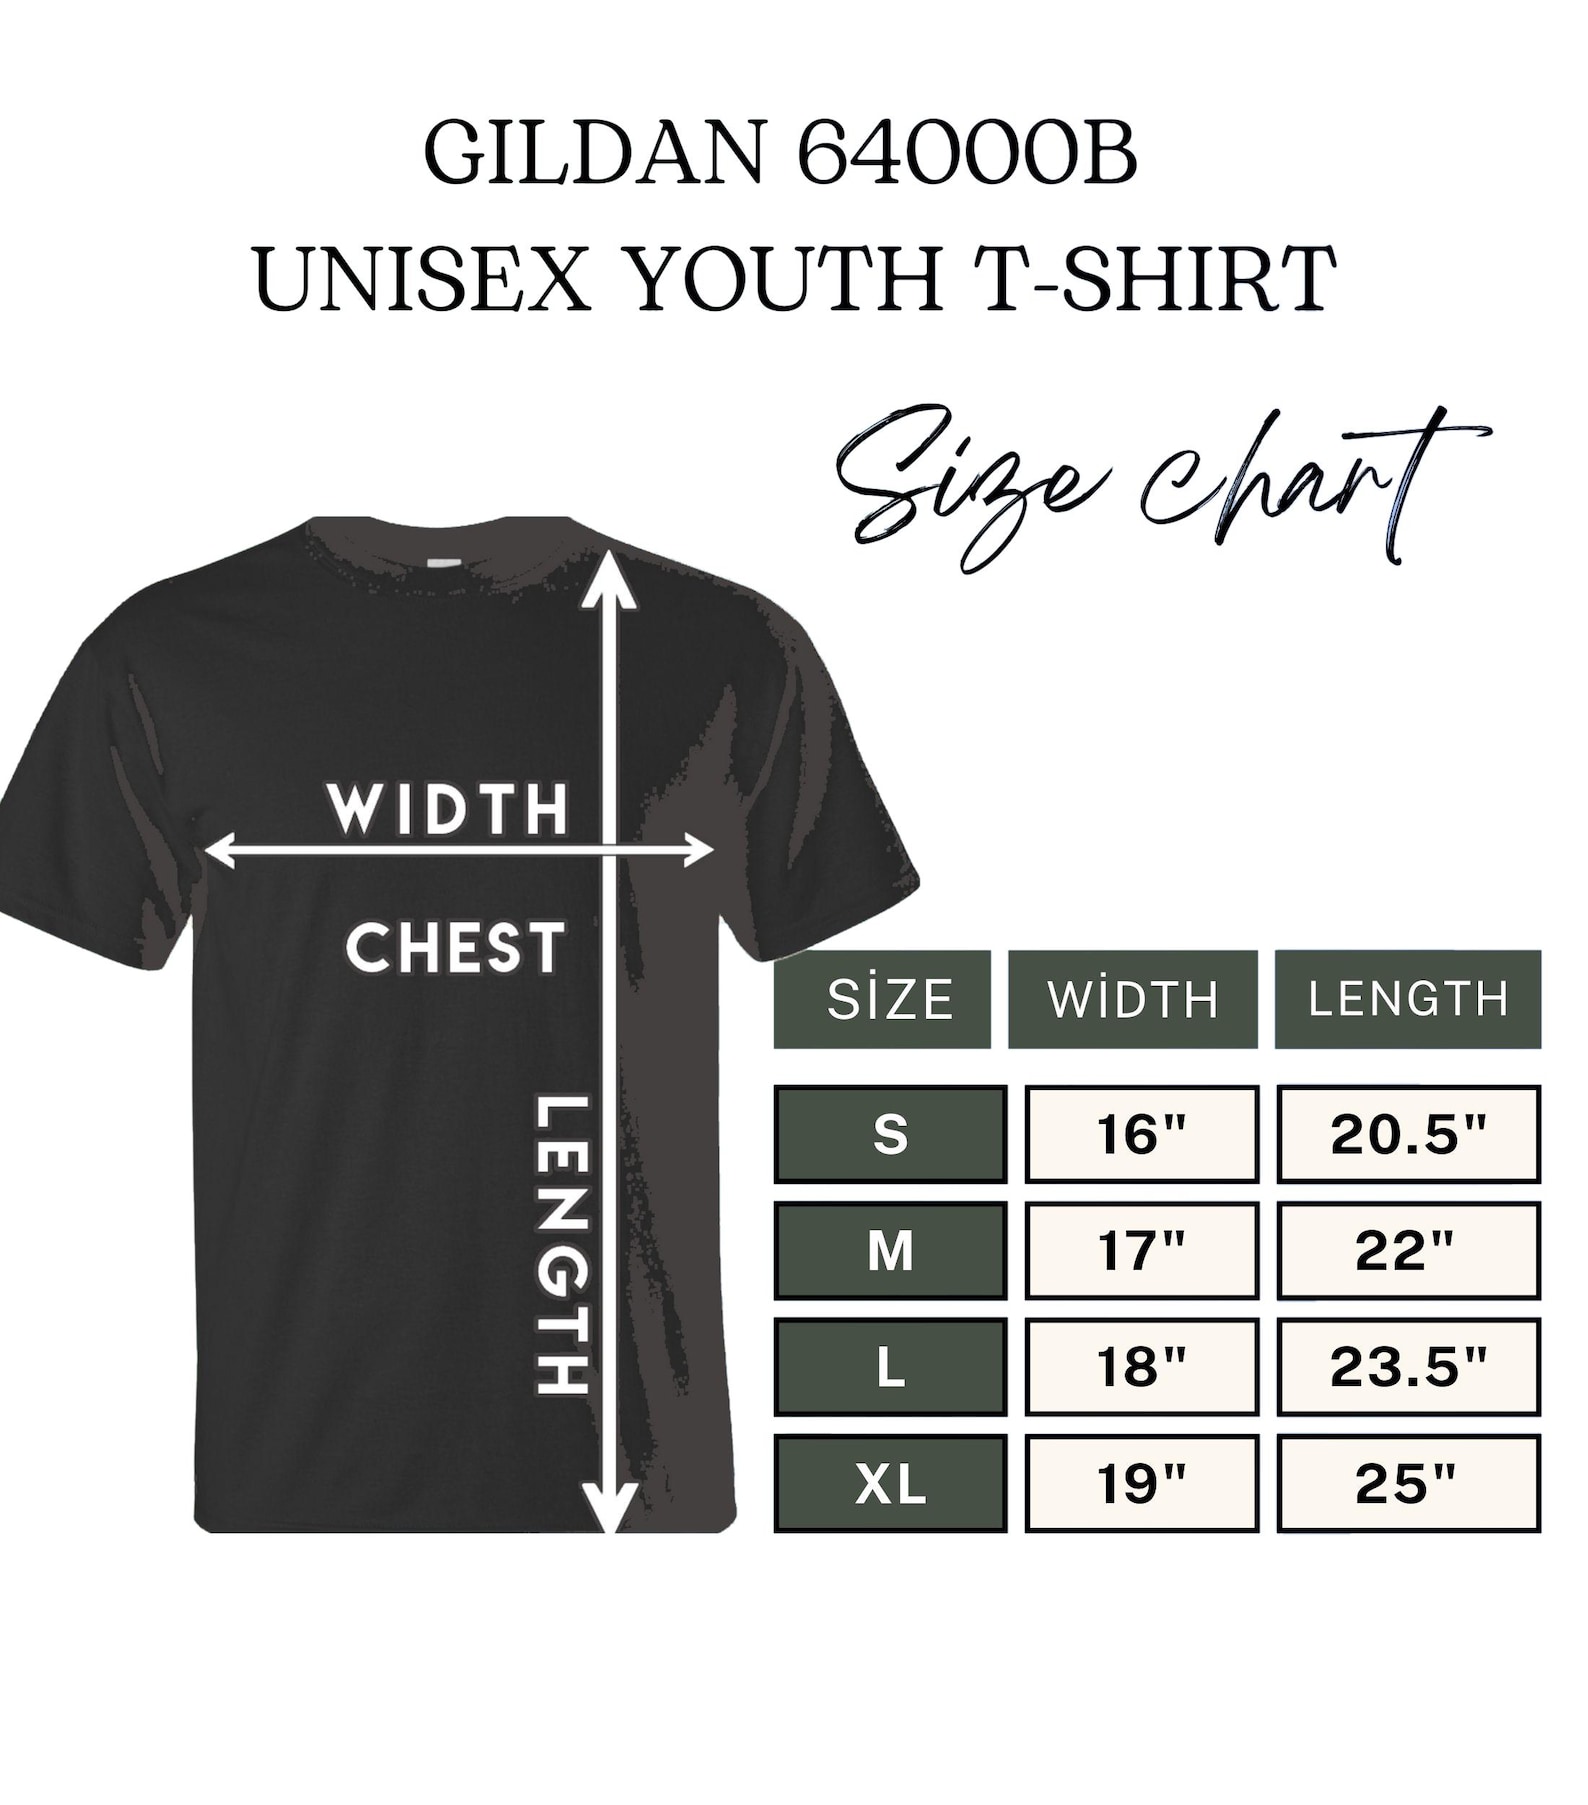 GILDAN 64000B
UNISEX YOUTH T-SHIRT
Size chart
WIDTH
CHEST
LENGTH
SİZE WİDTH LENGTH
S 16" 20.5"
M 17" 22"
L 18" 23.5"
XL 19" 25"